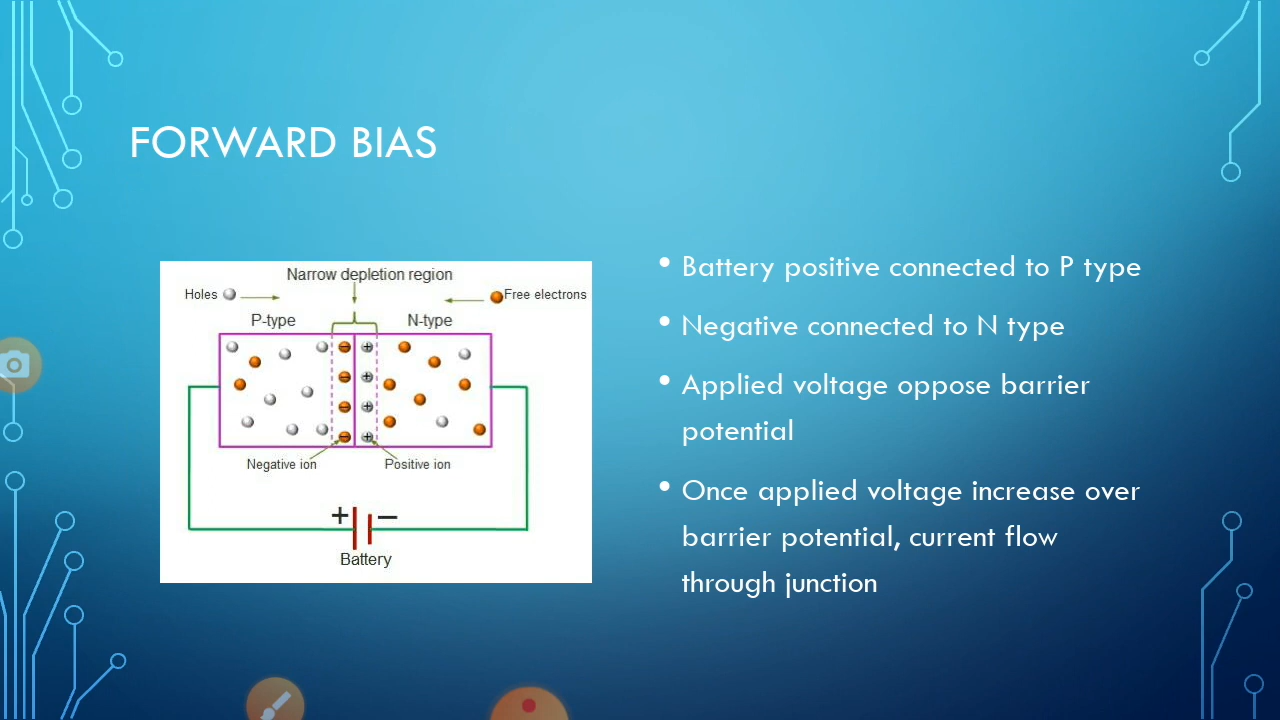 FORWARD BIAS
Narrow depletion region
Holes
Free electrons
P-type
N-type
Negative ion
Positive ion
+ −
Battery
• Battery positive connected to P type
• Negative connected to N type
• Applied voltage oppose barrier
potential
• Once applied voltage increase over
barrier potential, current flow
through junction